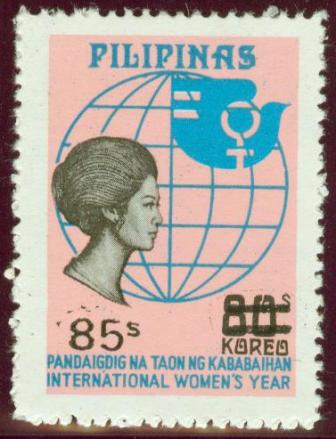 PILIPINAS
80s
85s
KOREO
PANDAIGDIG NA TAON NG KABABAIHAN
INTERNATIONAL WOMEN'S YEAR